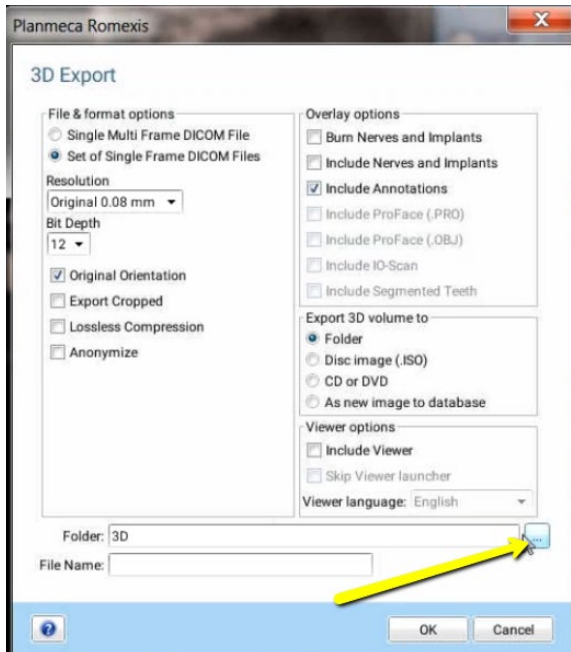 Planmeca Romexis
X
3D Export
File & format options
Single Multi Frame DICOM File
Set of Single Frame DICOM Files
Resolution
Original 0.08 mm
Bit Depth
12
Original Orientation
Export Cropped
Lossless Compression
Anonymize
Overlay options
Burn Nerves and Implants
Include Nerves and Implants
Include Annotations
Include ProFace (.PRO)
Include ProFace (.OBJ)
Include IO-Scan
Include Segmented Teeth
Export 3D volume to
Folder
Disc image (.ISO)
CD or DVD
As new image to database
Viewer options
Include Viewer
Skip Viewer launcher
Viewer language: English
Folder: 3D ...
File Name:
? OK Cancel